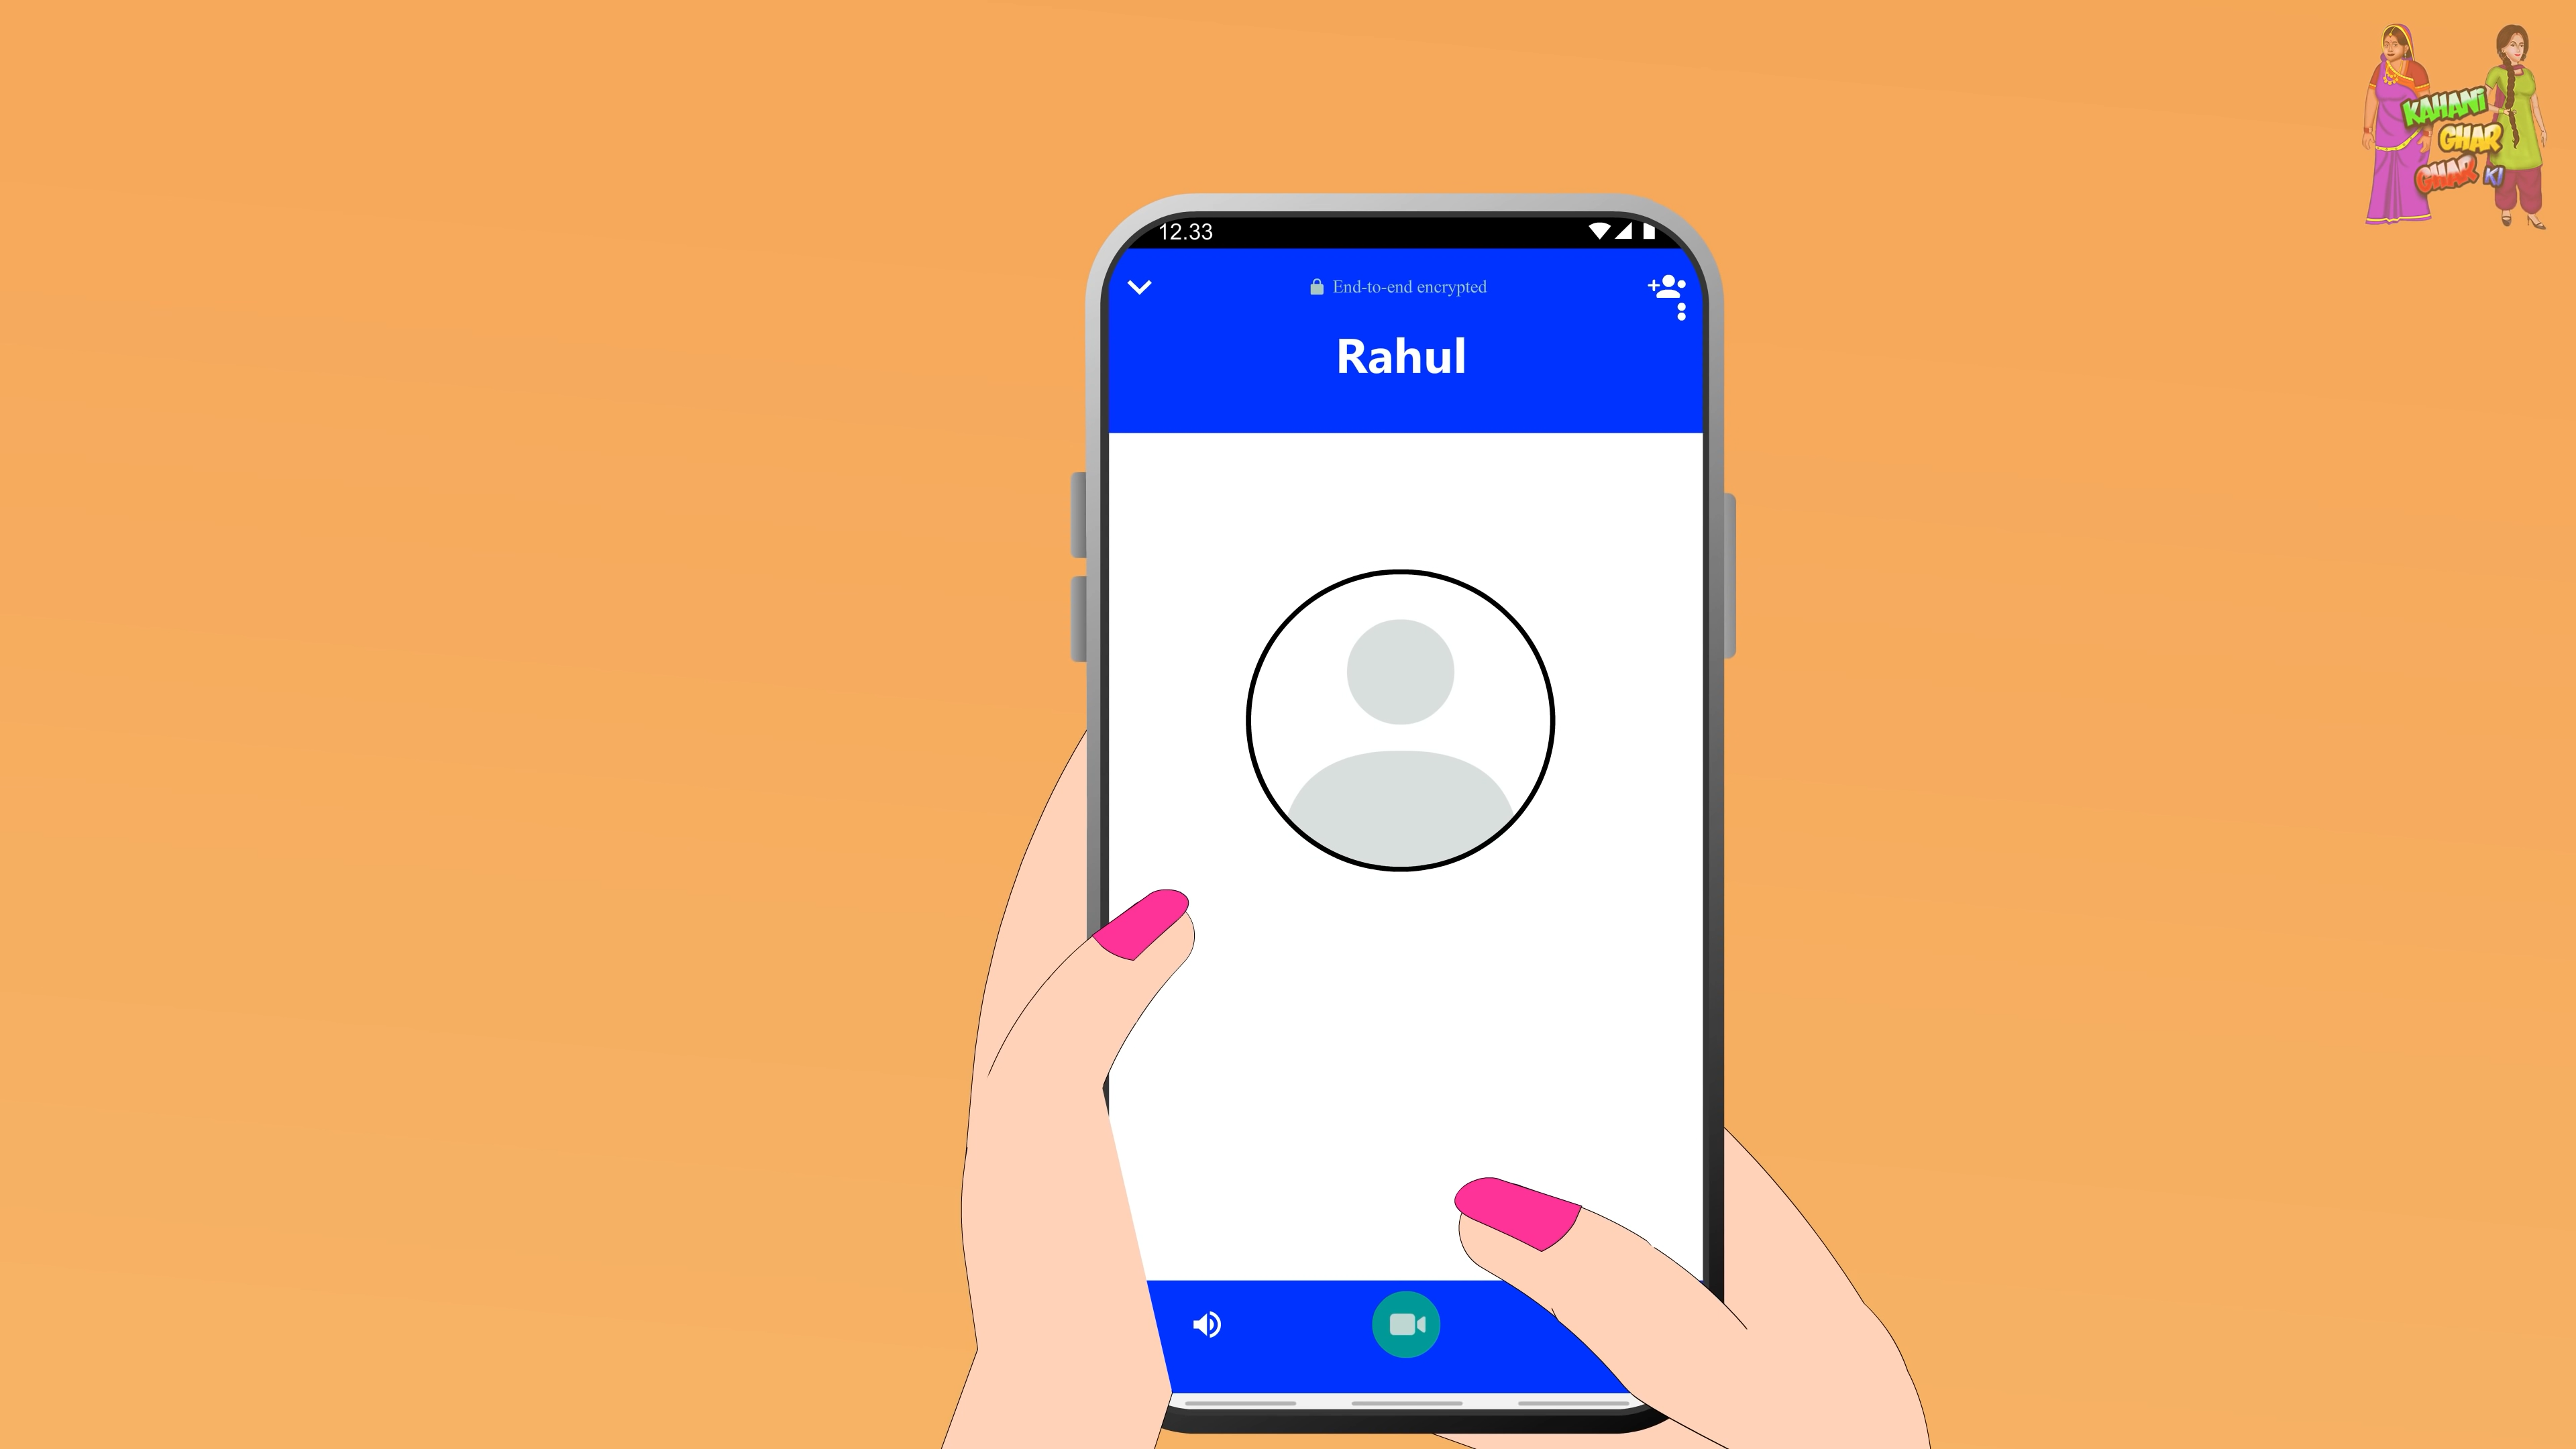 KAHANI
GHAR
GHAR KI
12.33
End-to-end encrypted
Rahul